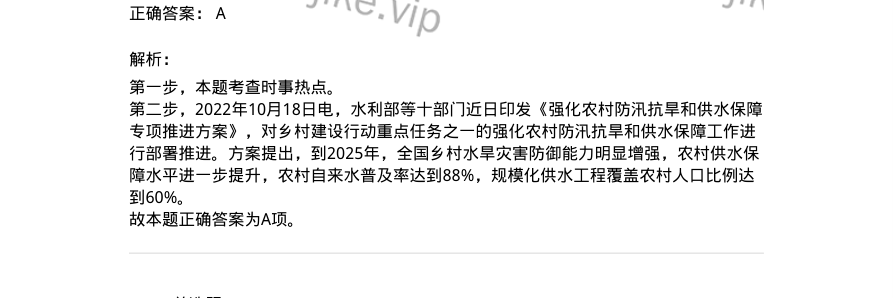 jike.vip
正确答案： A
解析：
第一步，本题考查时事热点。
第二步，2022年10月18日电，水利部等十部门近日印发《强化农村防汛抗旱和供水保障
专项推进方案》，对乡村建设行动重点任务之一的强化农村防汛抗旱和供水保障工作进
行部署推进。方案提出，到2025年，全国乡村水旱灾害防御能力明显增强，农村供水保
障水平进一步提升，农村自来水普及率达到88%，规模化供水工程覆盖农村人口比例达
到60%。
故本题正确答案为A项。